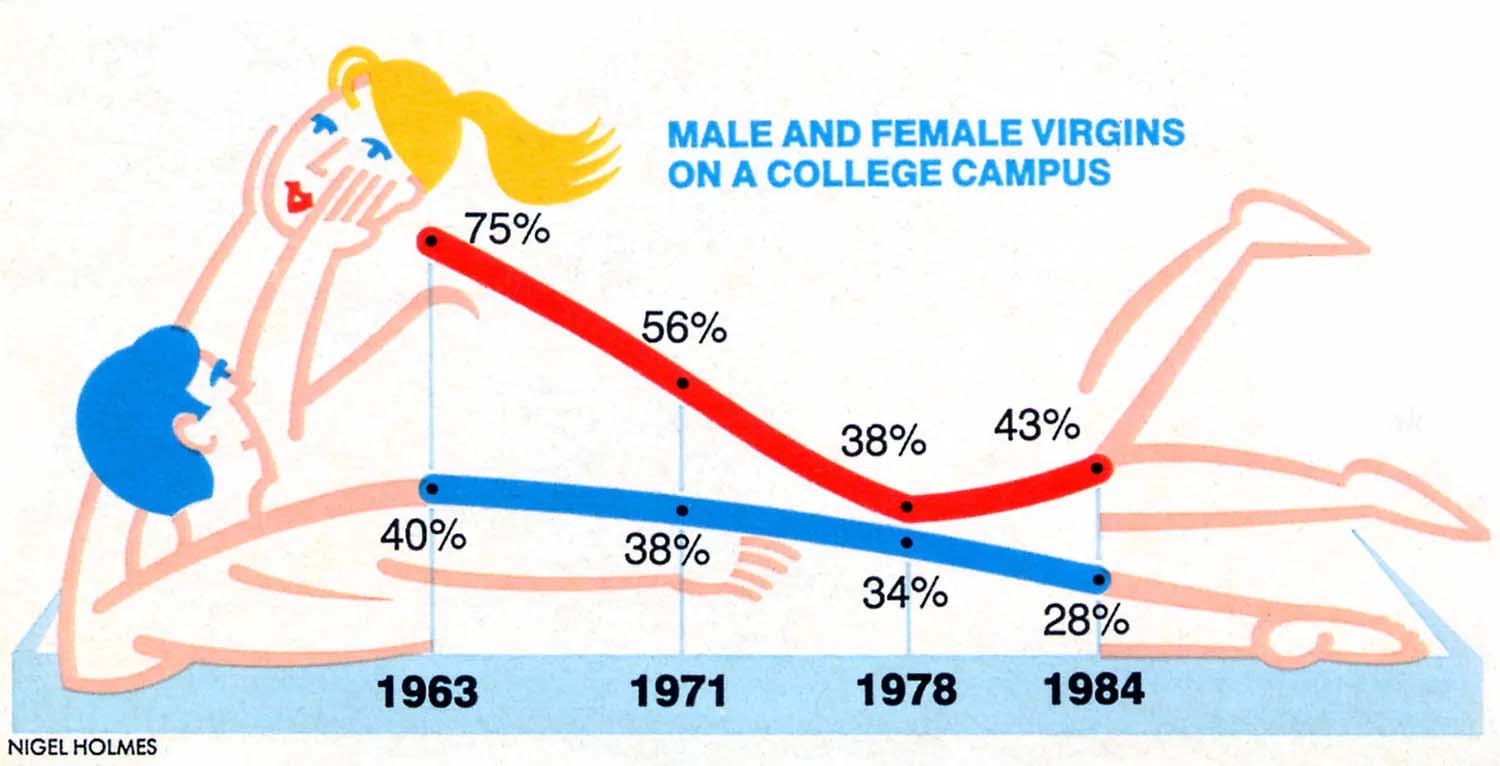 MALE AND FEMALE VIRGINS
ON A COLLEGE CAMPUS
75%
56%
38%
43%
40%
38%
34%
28%
1963 1971 1978 1984
NIGEL HOLMES